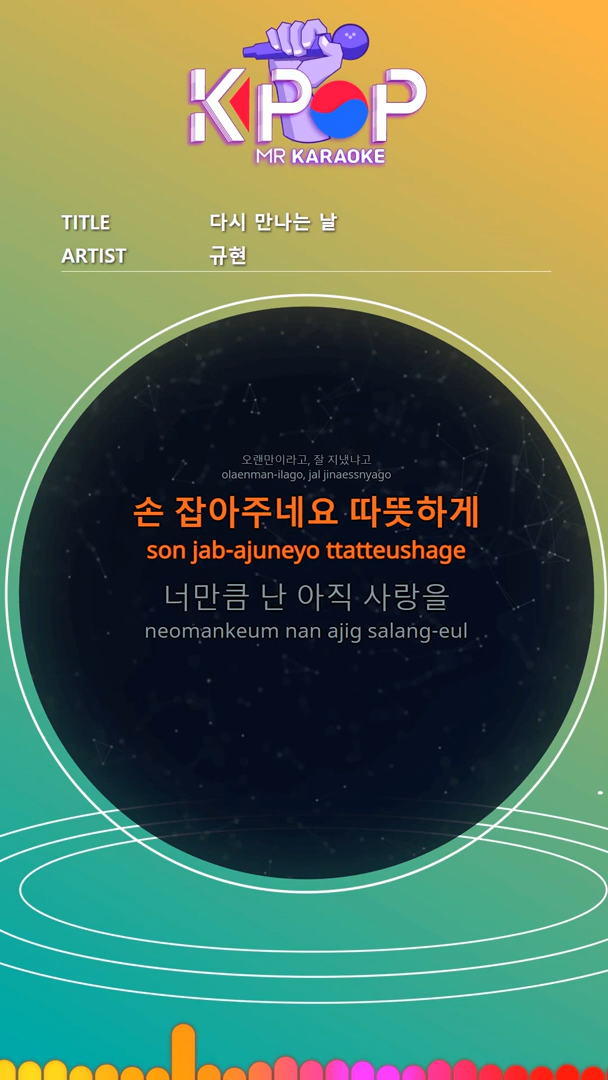 KPOP
MR KARAOKE
TITLE 다시 만나는 날
ARTIST 규현
오랜만이라고, 잘 지냈냐고
olaenman-ilago, jal jinaessnyago
손 잡아주네요 따뜻하게
son jab-ajuneyo ttatteushage
너만큼 난 아직 사랑을
neomankeum nan ajig salang-eul